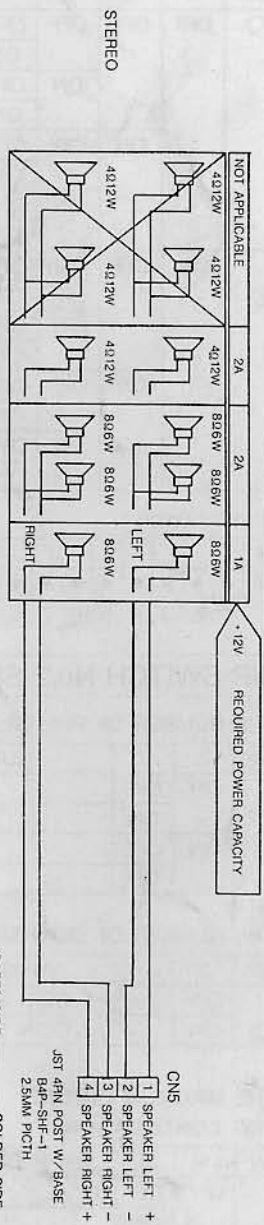 STEREO
NOT APPLICABLE
2A
2A
1A
+12V REQUIRED POWER CAPACITY
4Ω12W
4Ω12W
4Ω12W
8Ω6W
8Ω6W
8Ω6W
LEFT
4Ω12W
4Ω12W
4Ω12W
8Ω6W
8Ω6W
8Ω6W
RIGHT
CN5
1 SPEAKER LEFT +
2 SPEAKER LEFT -
3 SPEAKER RIGHT -
4 SPEAKER RIGHT +
JST 4PIN POST W/BASE
B4P-SHF-1
2.5MM PICTH
SOLDER SIDE